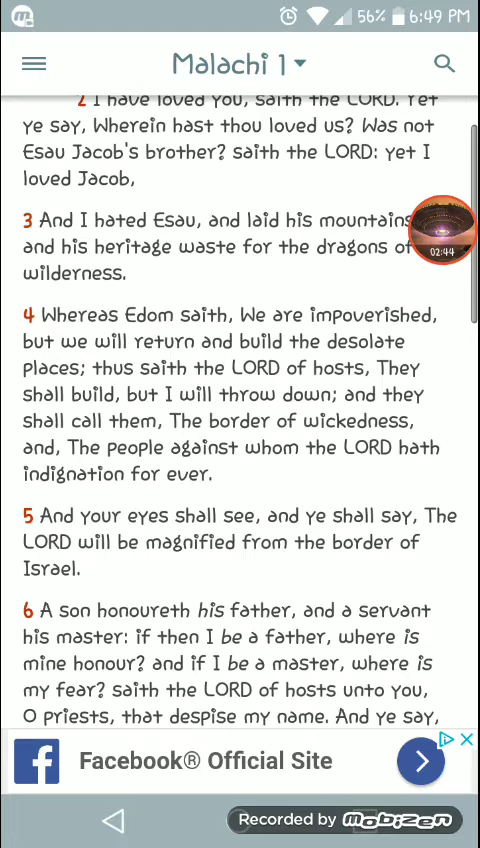 56% 6:49 PM
Malachi 1
2 I have loved you, saith the LORD. Yet
ye say, Wherein hast thou loved us? Was not
Esau Jacob's brother? saith the LORD: yet I
loved Jacob,
3 And I hated Esau, and laid his mountains
and his heritage waste for the dragons of
wilderness.
02:44
4 Whereas Edom saith, We are impoverished,
but we will return and build the desolate
places; thus saith the LORD of hosts, They
shall build, but I will throw down; and they
shall call them, The border of wickedness,
and, The people against whom the LORD hath
indignation for ever.
5 And your eyes shall see, and ye shall say, The
LORD will be magnified from the border of
Israel.
6 A son honoureth his father, and a servant
his master: if then I be a father, where is
mine honour? and if I be a master, where is
my fear? saith the LORD of hosts unto you,
O priests, that despise my name. And ye say,
Facebook® Official Site
Recorded by mobizen